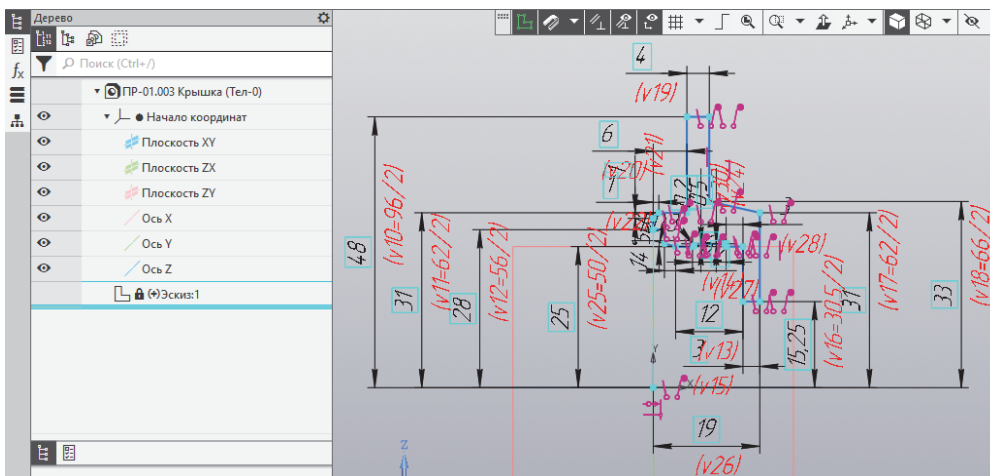 Дерево
Поиск (Ctrl+/)
ПР-01.003 Крышка (Тел-0)
Начало координат
Плоскость XY
Плоскость ZX
Плоскость ZY
Ось X
Ось Y
Ось Z
(+)Эскиз:1
fx
4
(v19)
6
(v20)
(v21)
48
(v10=96/2)
31
(v11=62/2)
28
(v12=56/2)
25
(v25=50/2)
14
12
(v13)
3
(v15)
(v27)
(v28)
15,25
(v16=30,5/2)
31
(v17=62/2)
33
(v18=66/2)
19
(v26)
Y
X
Z